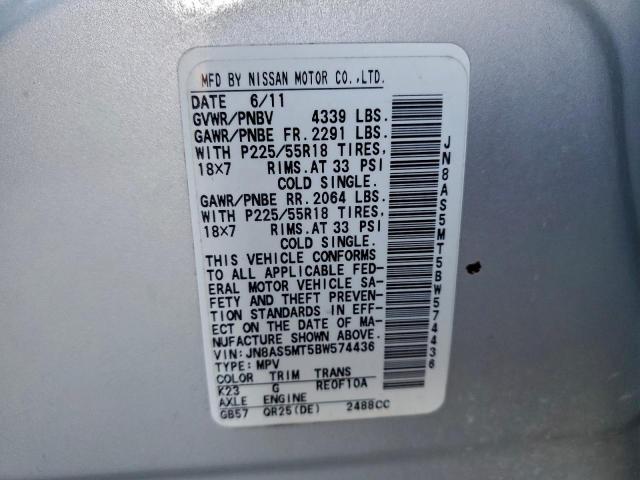 MFD BY NISSAN MOTOR CO.,LTD.
DATE 6/11
GVWR/PNBV 4339 LBS.
GAWR/PNBE FR.2291 LBS.
WITH P225/55R18 TIRES,
18X7 RIMS.AT 33 PSI
COLD SINGLE.
GAWR/PNBE RR.2064 LBS.
WITH P225/55R18 TIRES,
18X7 RIMS.AT 33 PSI
COLD SINGLE.
THIS VEHICLE CONFORMS
TO ALL APPLICABLE FED-
ERAL MOTOR VEHICLE SA-
FETY AND THEFT PREVEN-
TION STANDARDS IN EFF-
ECT ON THE DATE OF MA-
NUFACTURE SHOWN ABOVE.
VIN:JN8AS5MT5BW574436
TYPE:MPV
COLOR TRIM TRANS
K23 G RE0F10A
AXLE ENGINE
GB57 QR25(DE) 2488CC
JN8AS5MT5BW574436